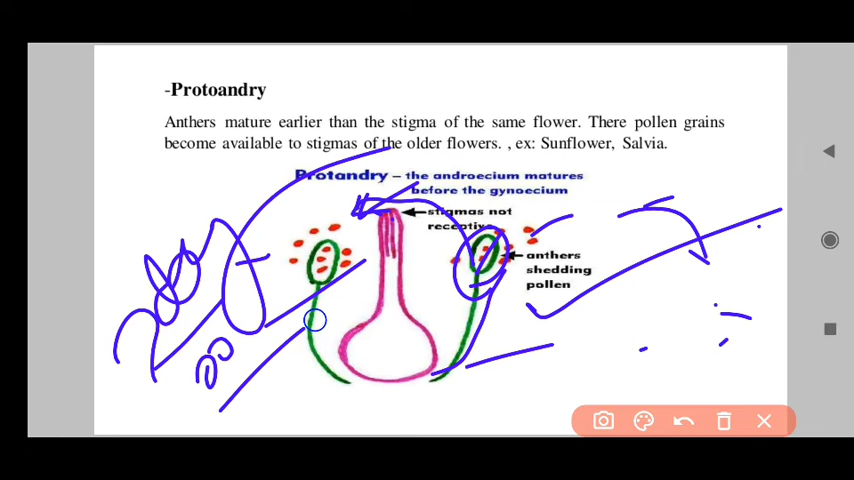 -Protoandry
Anthers mature earlier than the stigma of the same flower. There pollen grains
become available to stigmas of the older flowers. , ex: Sunflower, Salvia.
Protandry – the androecium matures
before the gynoecium
stigmas not
receptive
anthers
shedding
pollen